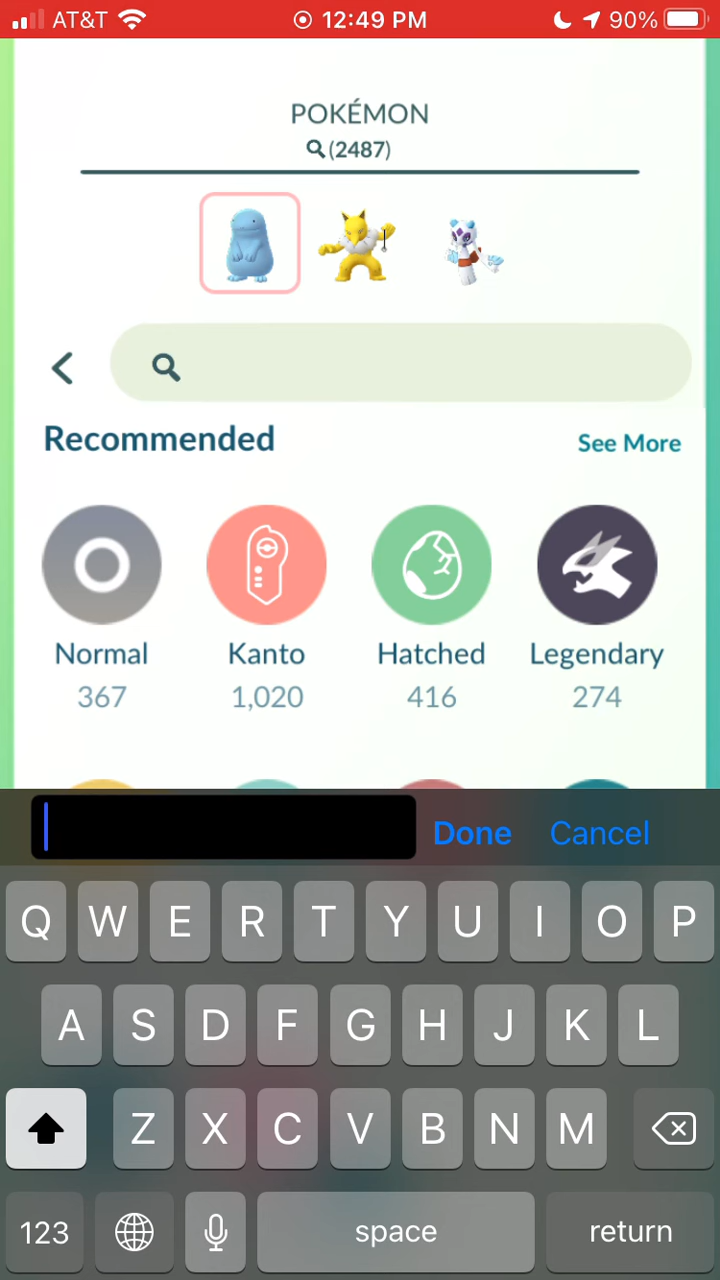 AT&T 12:49 PM 90%
POKÉMON
(2487)
Recommended See More
Normal Kanto Hatched Legendary
367 1,020 416 274
Done Cancel
Q W E R T Y U I O P
A S D F G H J K L
Z X C V B N M
123 space return